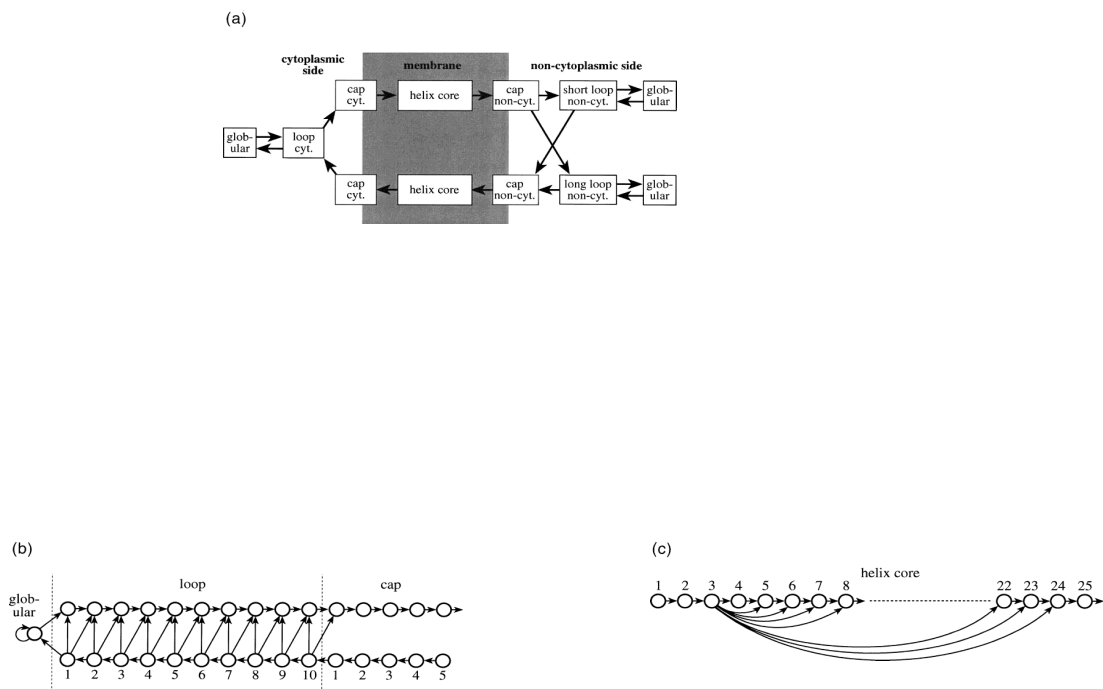 (a)
cytoplasmic
side
membrane
non-cytoplasmic side
cap
cyt.
helix core
cap
non-cyt.
short loop
non-cyt.
glob-
ular
glob-
ular
loop
cyt.
cap
cyt.
helix core
cap
non-cyt.
long loop
non-cyt.
glob-
ular
(b)
loop
cap
glob-
ular
1 2 3 4 5 6 7 8 9 10 1 2 3 4 5
(c)
helix core
1 2 3 4 5 6 7 8 22 23 24 25